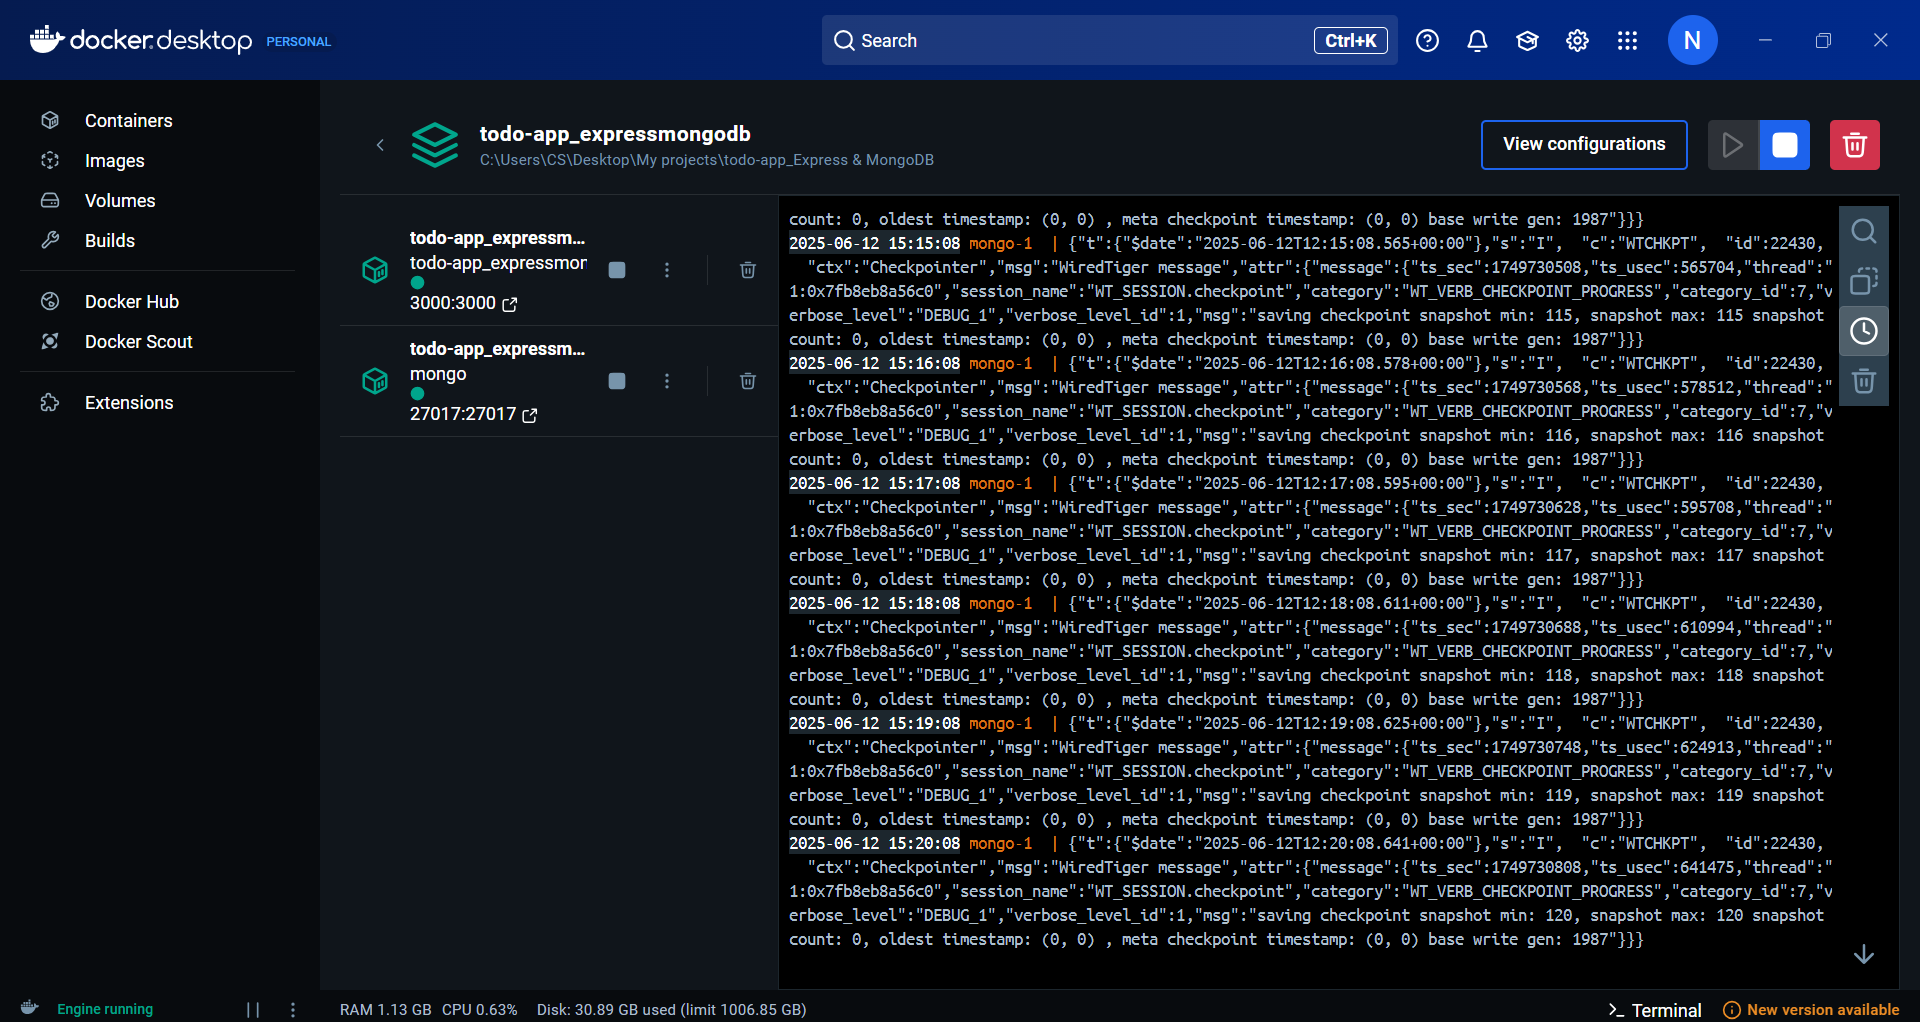 docker.desktop PERSONAL
Search
Ctrl+K
N
Containers
Images
Volumes
Builds
Docker Hub
Docker Scout
Extensions
todo-app_expressmongodb
C:\Users\CS\Desktop\My projects\todo-app_Express & MongoDB
View configurations
todo-app_expressm...
todo-app_expressmon
3000:3000
todo-app_expressm...
mongo
27017:27017
count: 0, oldest timestamp: (0, 0) , meta checkpoint timestamp: (0, 0) base write gen: 1987"}}}
2025-06-12 15:15:08 mongo-1 | {"t":{"$date":"2025-06-12T12:15:08.565+00:00"},"s":"I", "c":"WTCHKPT", "id":22430,
"ctx":"Checkpointer","msg":"WiredTiger message","attr":{"message":{"ts_sec":1749730508,"ts_usec":565704,"thread":"
1:0x7fb8eb8a56c0","session_name":"WT_SESSION.checkpoint","category":"WT_VERB_CHECKPOINT_PROGRESS","category_id":7,"v
erbose_level":"DEBUG_1","verbose_level_id":1,"msg":"saving checkpoint snapshot min: 115, snapshot max: 115 snapshot
count: 0, oldest timestamp: (0, 0) , meta checkpoint timestamp: (0, 0) base write gen: 1987"}}}
2025-06-12 15:16:08 mongo-1 | {"t":{"$date":"2025-06-12T12:16:08.578+00:00"},"s":"I", "c":"WTCHKPT", "id":22430,
"ctx":"Checkpointer","msg":"WiredTiger message","attr":{"message":{"ts_sec":1749730568,"ts_usec":578512,"thread":"
1:0x7fb8eb8a56c0","session_name":"WT_SESSION.checkpoint","category":"WT_VERB_CHECKPOINT_PROGRESS","category_id":7,"v
erbose_level":"DEBUG_1","verbose_level_id":1,"msg":"saving checkpoint snapshot min: 116, snapshot max: 116 snapshot
count: 0, oldest timestamp: (0, 0) , meta checkpoint timestamp: (0, 0) base write gen: 1987"}}}
2025-06-12 15:17:08 mongo-1 | {"t":{"$date":"2025-06-12T12:17:08.595+00:00"},"s":"I", "c":"WTCHKPT", "id":22430,
"ctx":"Checkpointer","msg":"WiredTiger message","attr":{"message":{"ts_sec":1749730628,"ts_usec":595708,"thread":"
1:0x7fb8eb8a56c0","session_name":"WT_SESSION.checkpoint","category":"WT_VERB_CHECKPOINT_PROGRESS","category_id":7,"v
erbose_level":"DEBUG_1","verbose_level_id":1,"msg":"saving checkpoint snapshot min: 117, snapshot max: 117 snapshot
count: 0, oldest timestamp: (0, 0) , meta checkpoint timestamp: (0, 0) base write gen: 1987"}}}
2025-06-12 15:18:08 mongo-1 | {"t":{"$date":"2025-06-12T12:18:08.611+00:00"},"s":"I", "c":"WTCHKPT", "id":22430,
"ctx":"Checkpointer","msg":"WiredTiger message","attr":{"message":{"ts_sec":1749730688,"ts_usec":610994,"thread":"
1:0x7fb8eb8a56c0","session_name":"WT_SESSION.checkpoint","category":"WT_VERB_CHECKPOINT_PROGRESS","category_id":7,"v
erbose_level":"DEBUG_1","verbose_level_id":1,"msg":"saving checkpoint snapshot min: 118, snapshot max: 118 snapshot
count: 0, oldest timestamp: (0, 0) , meta checkpoint timestamp: (0, 0) base write gen: 1987"}}}
2025-06-12 15:19:08 mongo-1 | {"t":{"$date":"2025-06-12T12:19:08.625+00:00"},"s":"I", "c":"WTCHKPT", "id":22430,
"ctx":"Checkpointer","msg":"WiredTiger message","attr":{"message":{"ts_sec":1749730748,"ts_usec":624913,"thread":"
1:0x7fb8eb8a56c0","session_name":"WT_SESSION.checkpoint","category":"WT_VERB_CHECKPOINT_PROGRESS","category_id":7,"v
erbose_level":"DEBUG_1","verbose_level_id":1,"msg":"saving checkpoint snapshot min: 119, snapshot max: 119 snapshot
count: 0, oldest timestamp: (0, 0) , meta checkpoint timestamp: (0, 0) base write gen: 1987"}}}
2025-06-12 15:20:08 mongo-1 | {"t":{"$date":"2025-06-12T12:20:08.641+00:00"},"s":"I", "c":"WTCHKPT", "id":22430,
"ctx":"Checkpointer","msg":"WiredTiger message","attr":{"message":{"ts_sec":1749730808,"ts_usec":641475,"thread":"
1:0x7fb8eb8a56c0","session_name":"WT_SESSION.checkpoint","category":"WT_VERB_CHECKPOINT_PROGRESS","category_id":7,"v
erbose_level":"DEBUG_1","verbose_level_id":1,"msg":"saving checkpoint snapshot min: 120, snapshot max: 120 snapshot
count: 0, oldest timestamp: (0, 0) , meta checkpoint timestamp: (0, 0) base write gen: 1987"}}}
Engine running
RAM 1.13 GB CPU 0.63% Disk: 30.89 GB used (limit 1006.85 GB)
Terminal
New version available